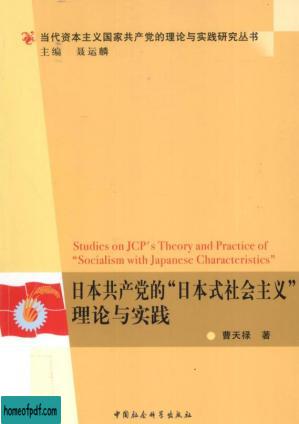 当代资本主义国家共产党的理论与实践研究丛书
主编 聂运麟
Studies on JCP's Theory and Practice of
"Socialism with Japanese Characteristics"
日本共产党的“日本式社会主义”
理论与实践
曹天禄 著
homeofpdf.com
中国社会科学出版社
homeofpdf.com